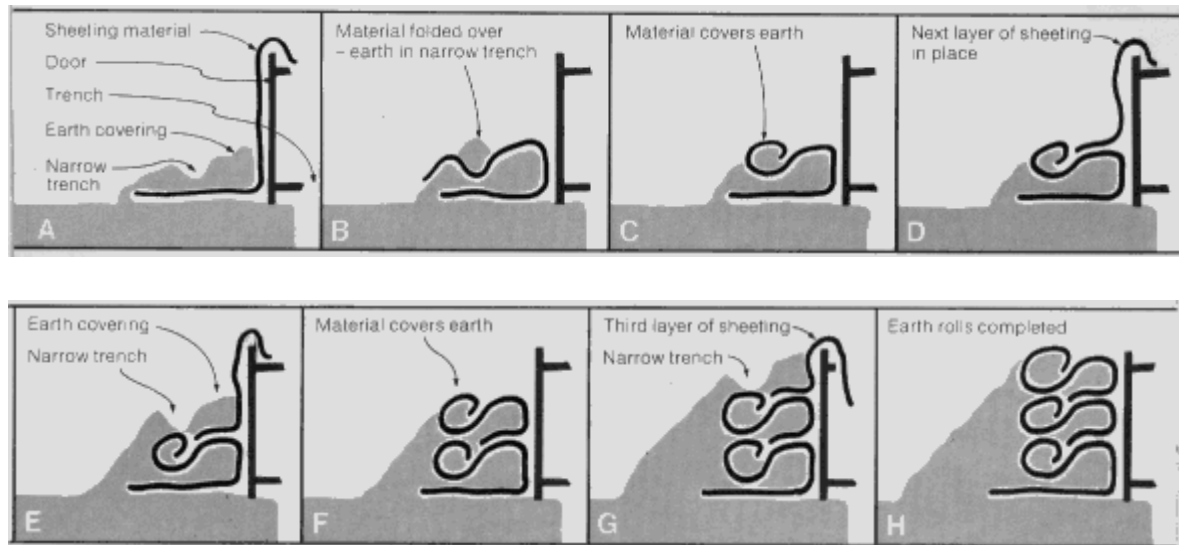 Sheeting material
Door
Trench
Earth covering
Narrow
trench
A
Material folded over
– earth in narrow trench
B
Material covers earth
C
Next layer of sheeting
in place
D
Earth covering
Narrow trench
E
Material covers earth
F
Third layer of sheeting
Narrow trench
G
Earth rolls completed
H